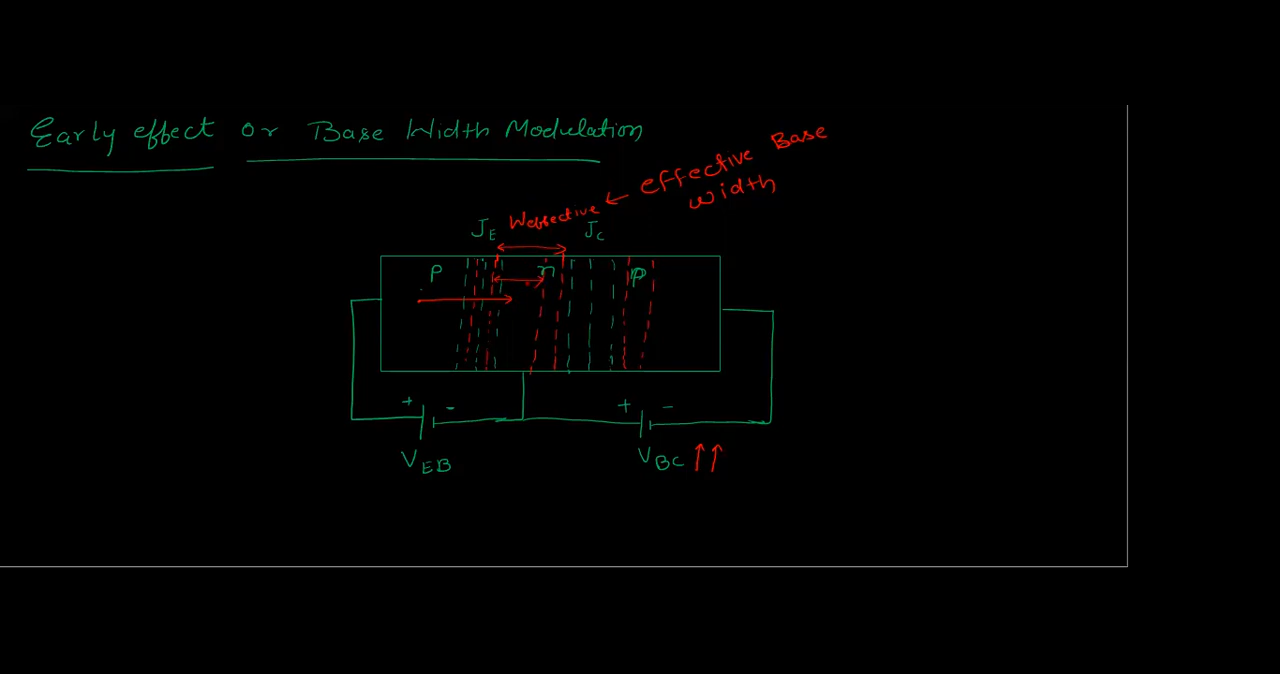 Early effect or Base Width Modulation
effective Base
width
Weffective ←
JE JC
P n p
+ - + -
VEB VBC ↑↑